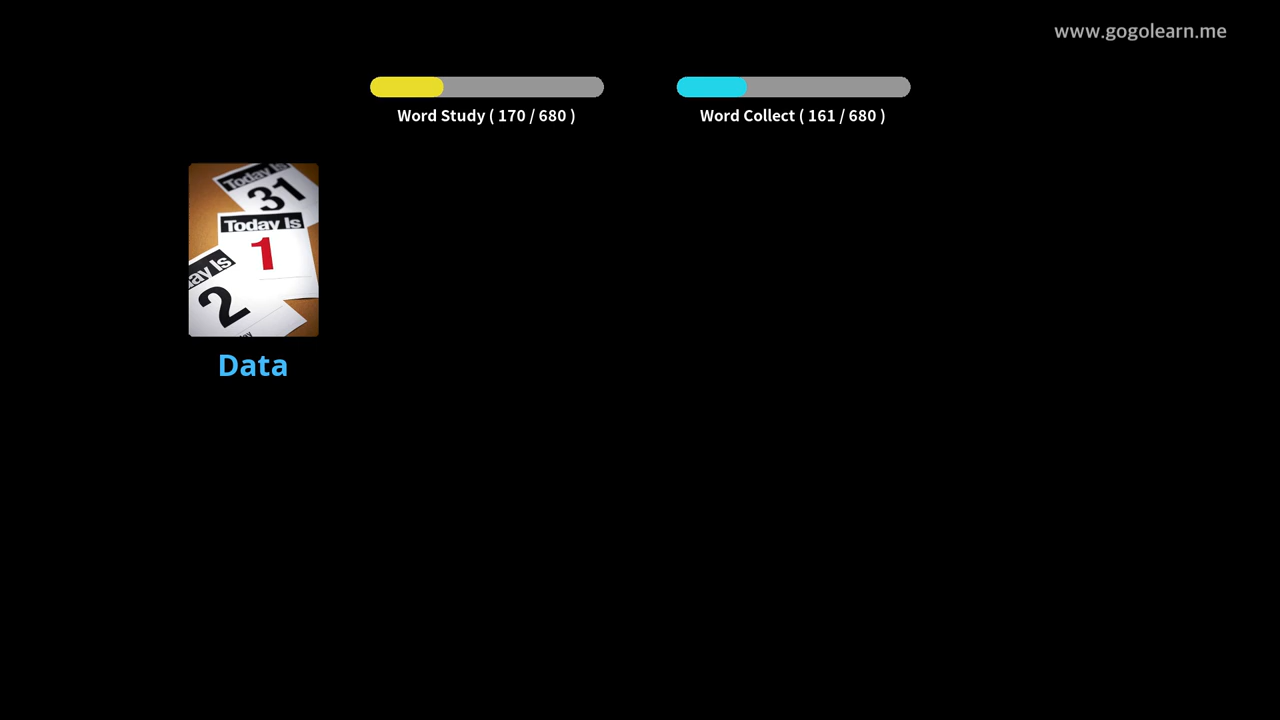 www.gogolearn.me
Word Study ( 170 / 680 )
Word Collect ( 161 / 680 )
Today Is
31
Today Is
1
ay Is
2
Data